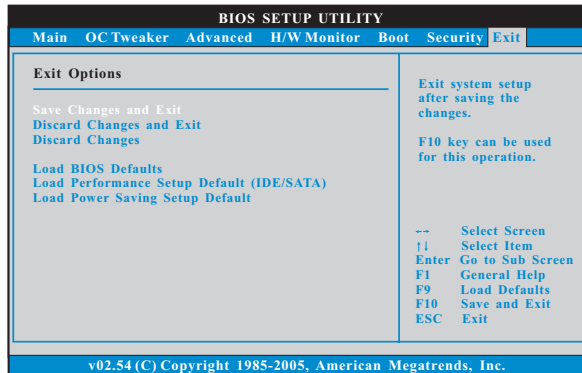 BIOS SETUP UTILITY
Main OC Tweaker Advanced H/W Monitor Boot Security Exit
Exit Options
Save Changes and Exit
Discard Changes and Exit
Discard Changes
Load BIOS Defaults
Load Performance Setup Default (IDE/SATA)
Load Power Saving Setup Default
Exit system setup
after saving the
changes.
F10 key can be used
for this operation.
←→ Select Screen
↑↓ Select Item
Enter Go to Sub Screen
F1 General Help
F9 Load Defaults
F10 Save and Exit
ESC Exit
v02.54 (C) Copyright 1985-2005, American Megatrends, Inc.